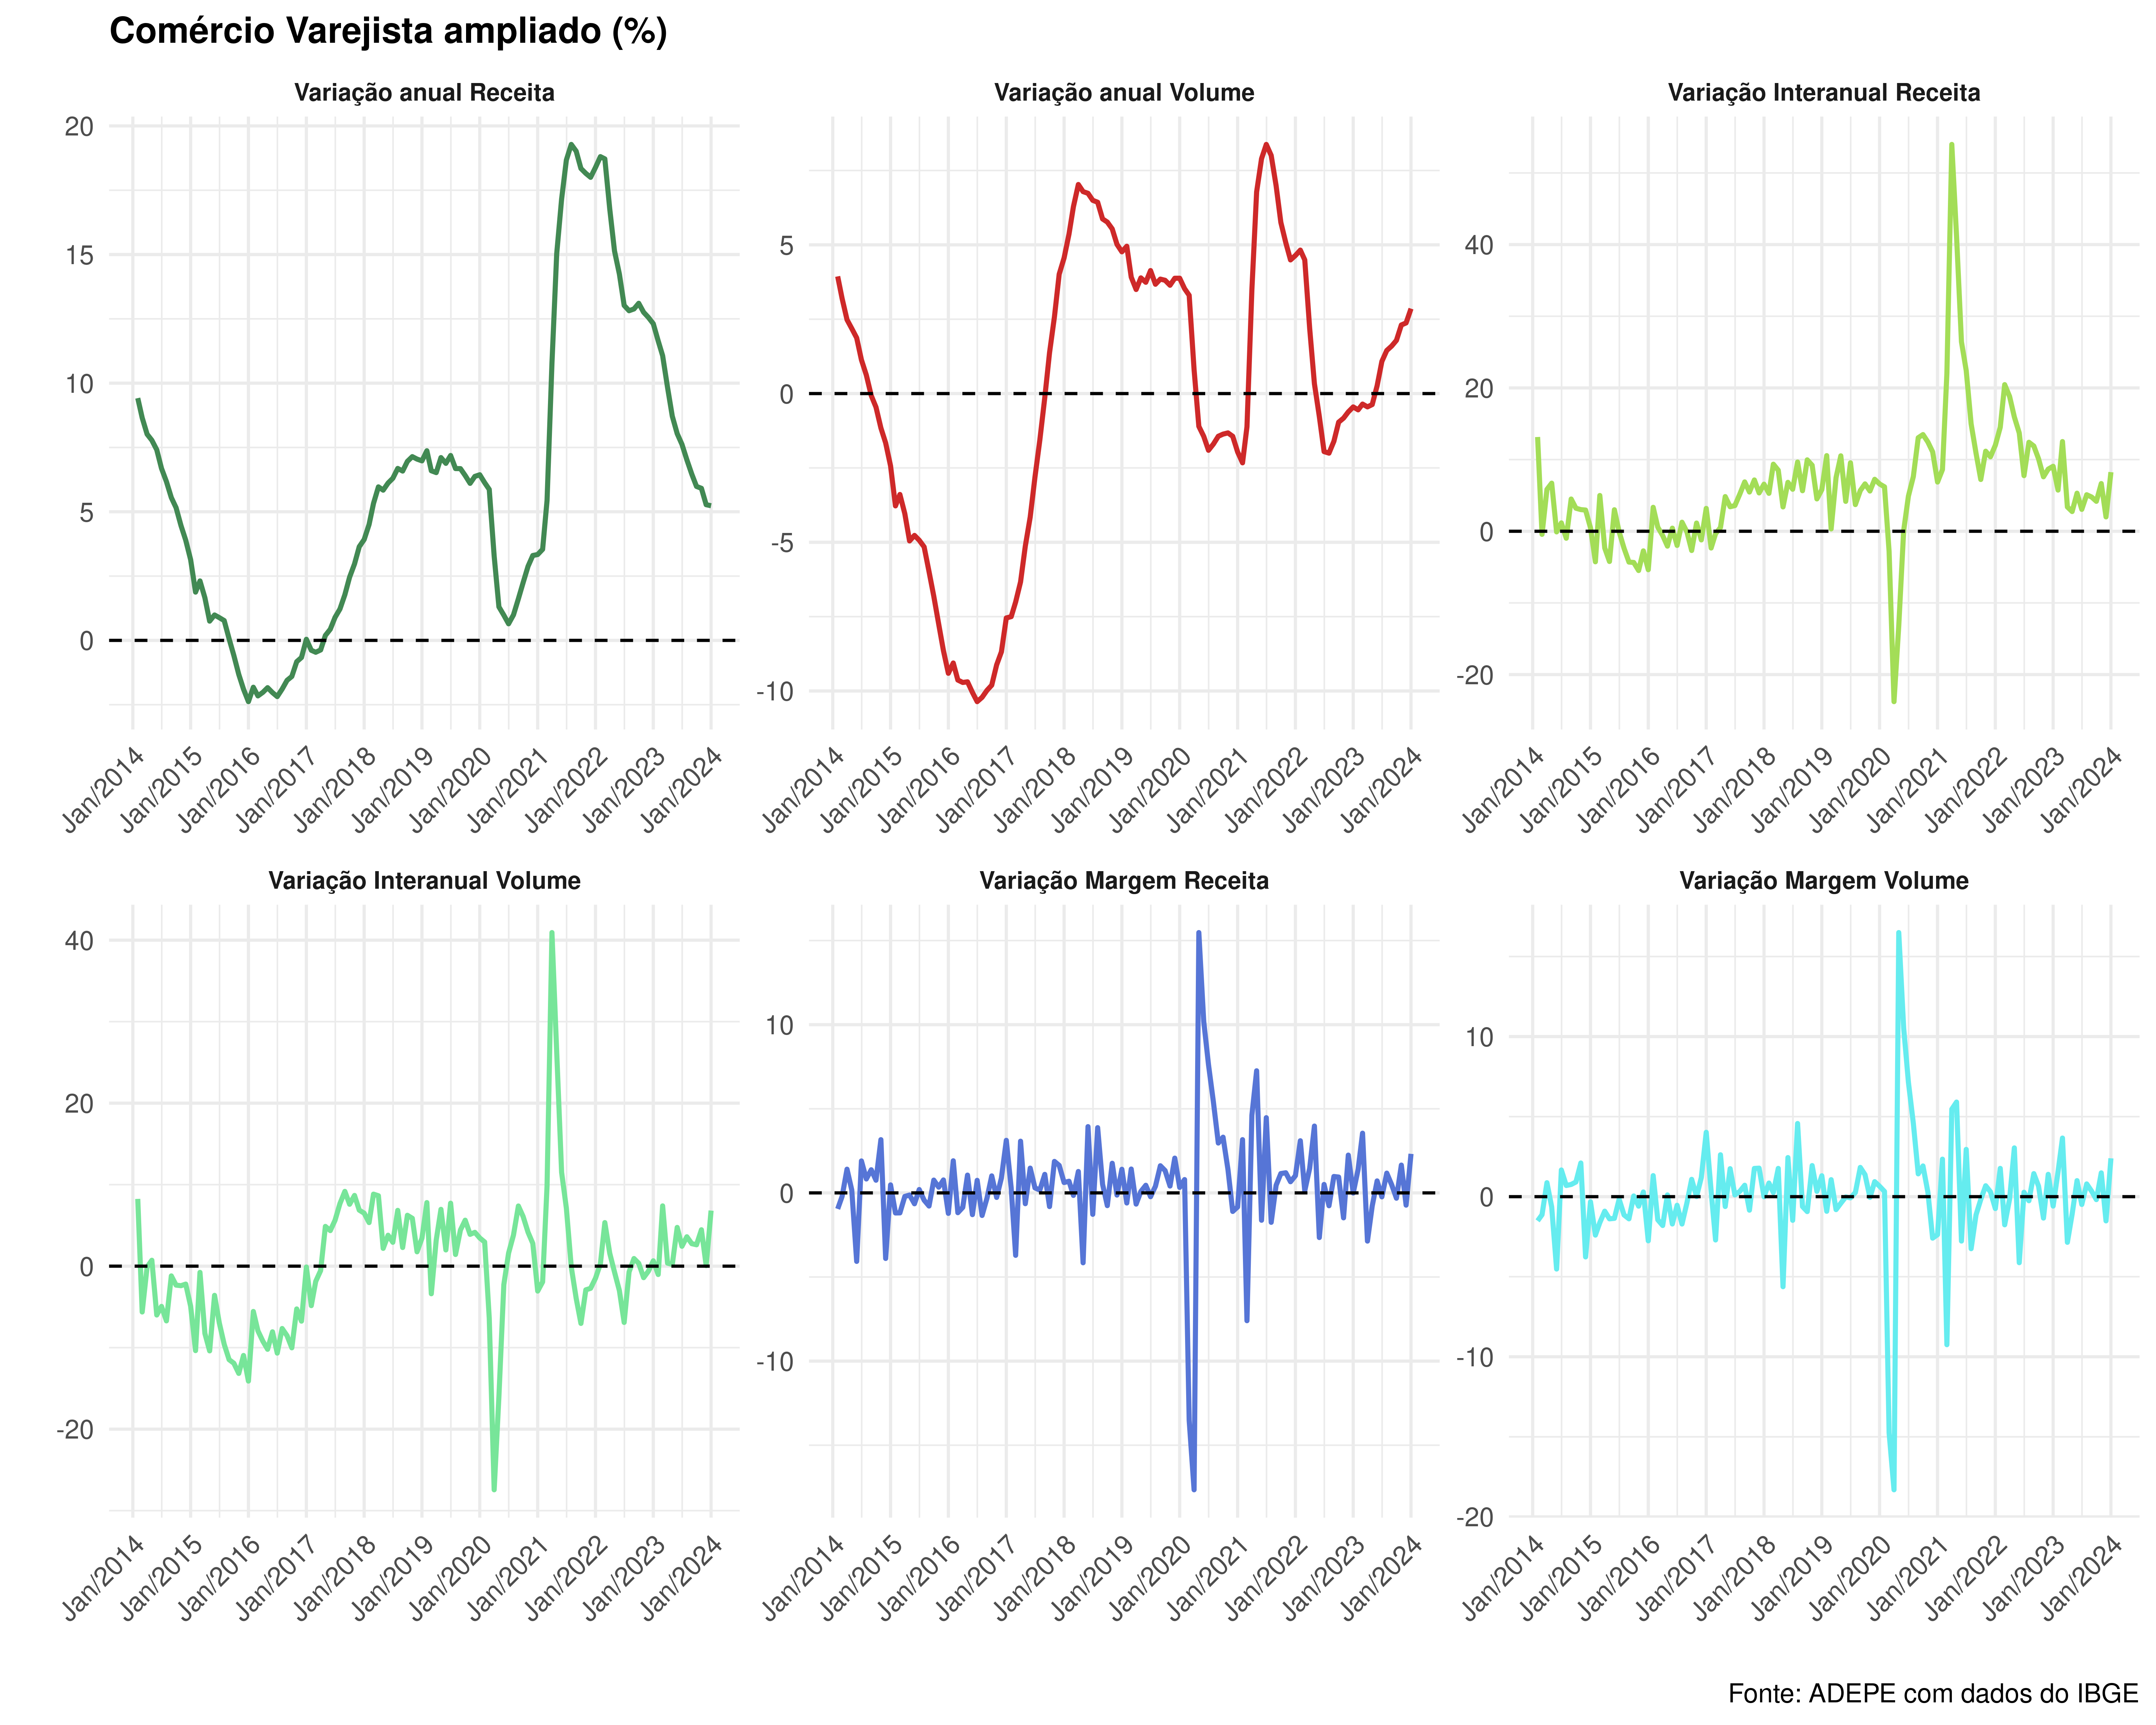 Comércio Varejista ampliado (%)
Variação anual Receita
20
15
10
5
0
Jan/2014
Jan/2015
Jan/2016
Jan/2017
Jan/2018
Jan/2019
Jan/2020
Jan/2021
Jan/2022
Jan/2023
Jan/2024
Variação anual Volume
5
0
-5
-10
Jan/2014
Jan/2015
Jan/2016
Jan/2017
Jan/2018
Jan/2019
Jan/2020
Jan/2021
Jan/2022
Jan/2023
Jan/2024
Variação Interanual Receita
40
20
0
-20
Jan/2014
Jan/2015
Jan/2016
Jan/2017
Jan/2018
Jan/2019
Jan/2020
Jan/2021
Jan/2022
Jan/2023
Jan/2024
Variação Interanual Volume
40
20
0
-20
Jan/2014
Jan/2015
Jan/2016
Jan/2017
Jan/2018
Jan/2019
Jan/2020
Jan/2021
Jan/2022
Jan/2023
Jan/2024
Variação Margem Receita
10
0
-10
Jan/2014
Jan/2015
Jan/2016
Jan/2017
Jan/2018
Jan/2019
Jan/2020
Jan/2021
Jan/2022
Jan/2023
Jan/2024
Variação Margem Volume
10
0
-10
-20
Jan/2014
Jan/2015
Jan/2016
Jan/2017
Jan/2018
Jan/2019
Jan/2020
Jan/2021
Jan/2022
Jan/2023
Jan/2024
Fonte: ADEPE com dados do IBGE